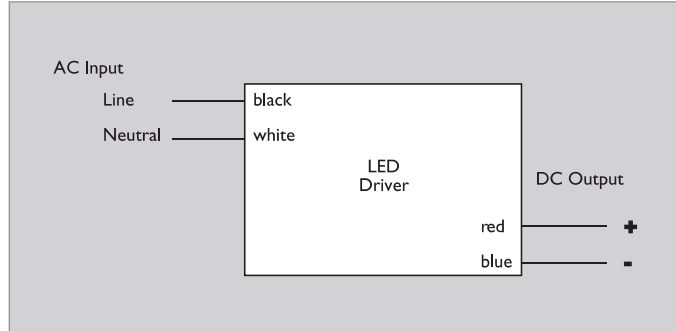 AC Input
Line
black
Neutral
white
LED
Driver
DC Output
red
+
blue
-